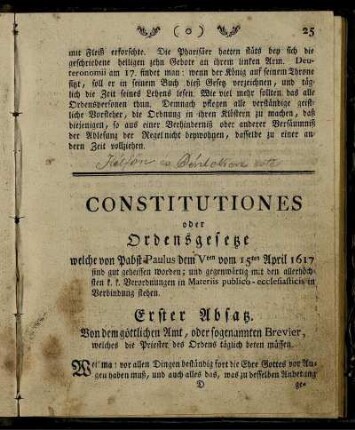 ( o ) 25
mit Fleiß erforschte. Die Pharisäer hatten stäts bey sich die
geschriebene heiligen zehn Gebote an ihrem linken Arm. Deu-
teronomii am 17. findet man: wenn der König auf seinem Throne
sitzt, soll er in seinem Buch dieß Gesetz verzeichnen, und täg-
lich die Zeit seines Lebens lesen. Wie viel mehr sollten das alle
Ordenspersonen thun. Demnach pflegen alle verständige geist-
liche Vorsteher, die Ordnung in ihren Klöstern zu machen, daß
diejenigen, so aus einer Verhinderniß oder anderer Versäumniß
der Ablesung der Regel nicht beywohnen, dasselbe zu einer an-
dern Zeit vollziehen.
CONSTITUTIONES
oder
Ordensgesetze
welche von Pabst Paulus dem Vten vom 15ten April 1617
sind gut geheissen worden; und gegenwärtig mit den allerhöch-
sten k. k. Verordnungen in Materiis publico-ecclesiasticis in
Verbindung stehen.
Erster Absatz.
Von dem göttlichen Amt, oder sogenannten Brevier,
welches die Priester des Ordens täglich beten müssen.
Weil man vor allen Dingen beständig fort die Ehre Gottes vor Au-
gen haben muß, und auch alles das, was zu desselben Anbetung
D ge-